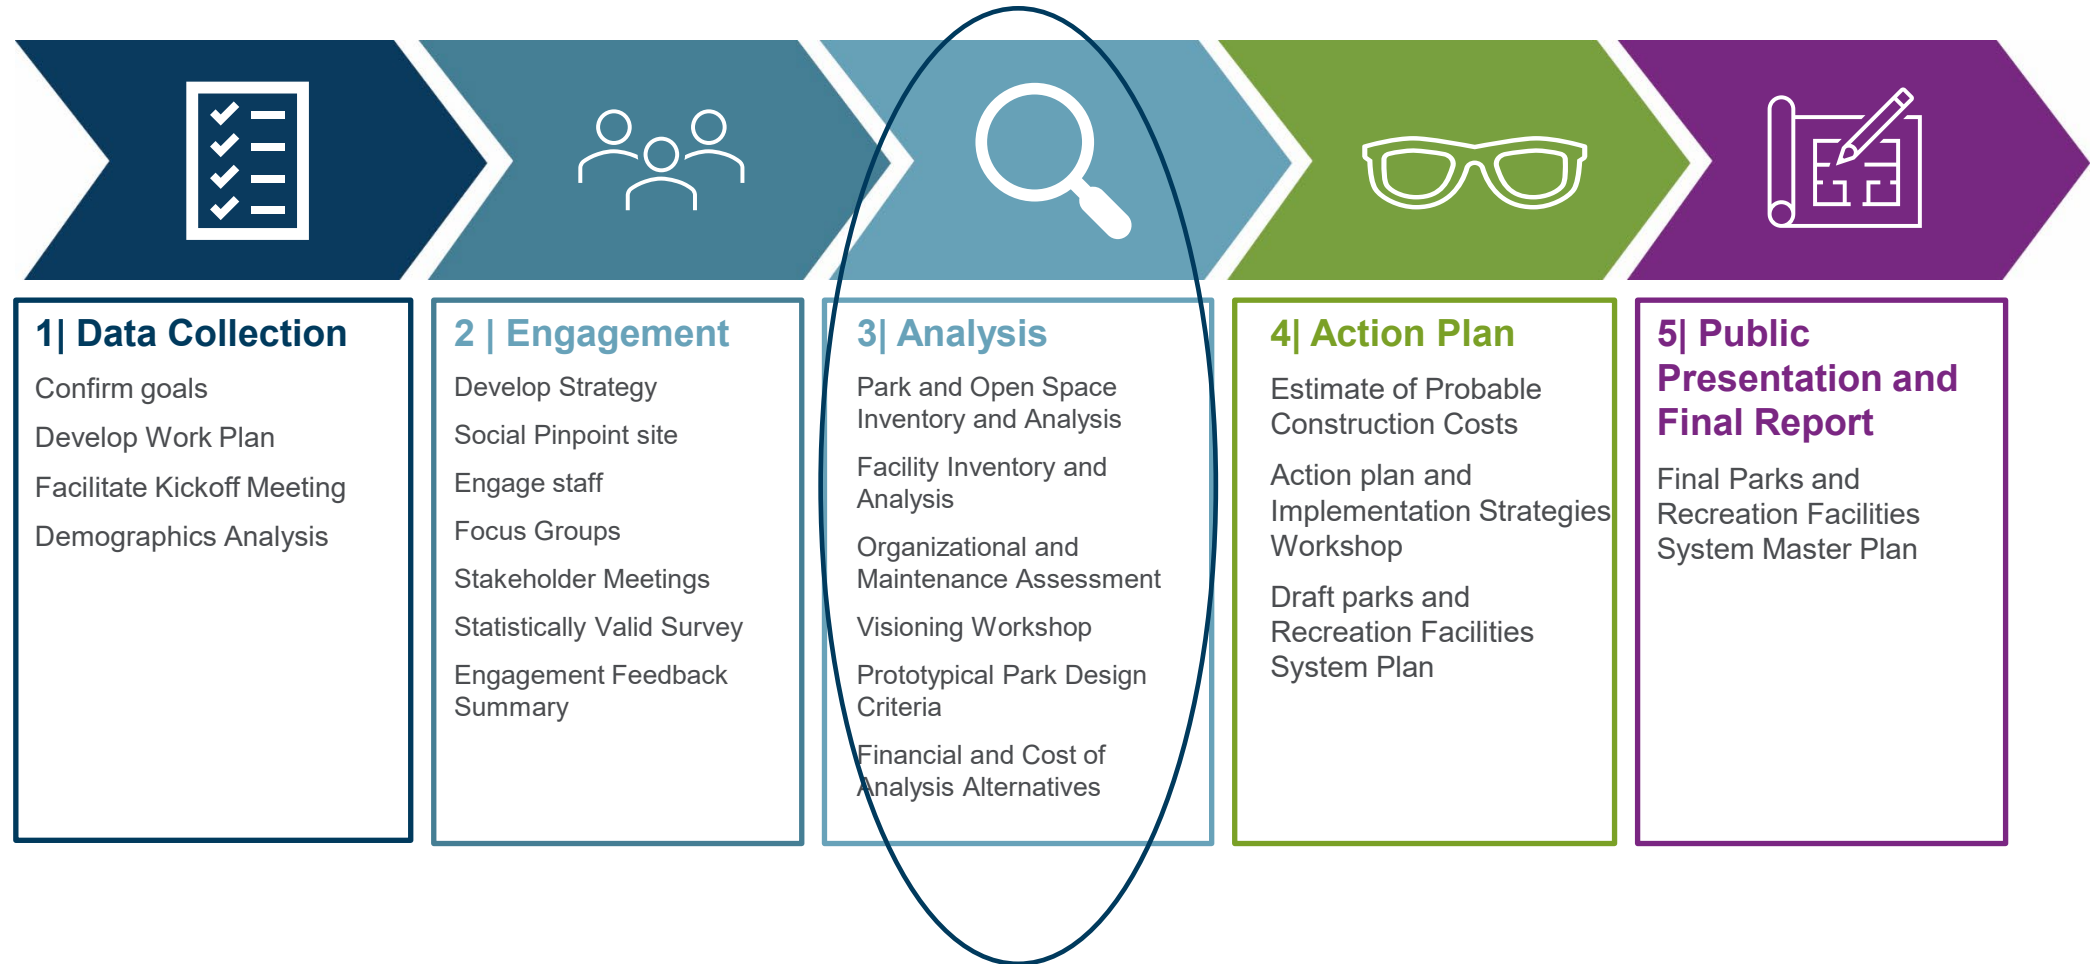 1| Data Collection
Confirm goals
Develop Work Plan
Facilitate Kickoff Meeting
Demographics Analysis
2 | Engagement
Develop Strategy
Social Pinpoint site
Engage staff
Focus Groups
Stakeholder Meetings
Statistically Valid Survey
Engagement Feedback
Summary
3| Analysis
Park and Open Space
Inventory and Analysis
Facility Inventory and
Analysis
Organizational and
Maintenance Assessment
Visioning Workshop
Prototypical Park Design
Criteria
Financial and Cost of
Analysis Alternatives
4| Action Plan
Estimate of Probable
Construction Costs
Action plan and
Implementation Strategies
Workshop
Draft parks and
Recreation Facilities
System Plan
5| Public
Presentation and
Final Report
Final Parks and
Recreation Facilities
System Master Plan